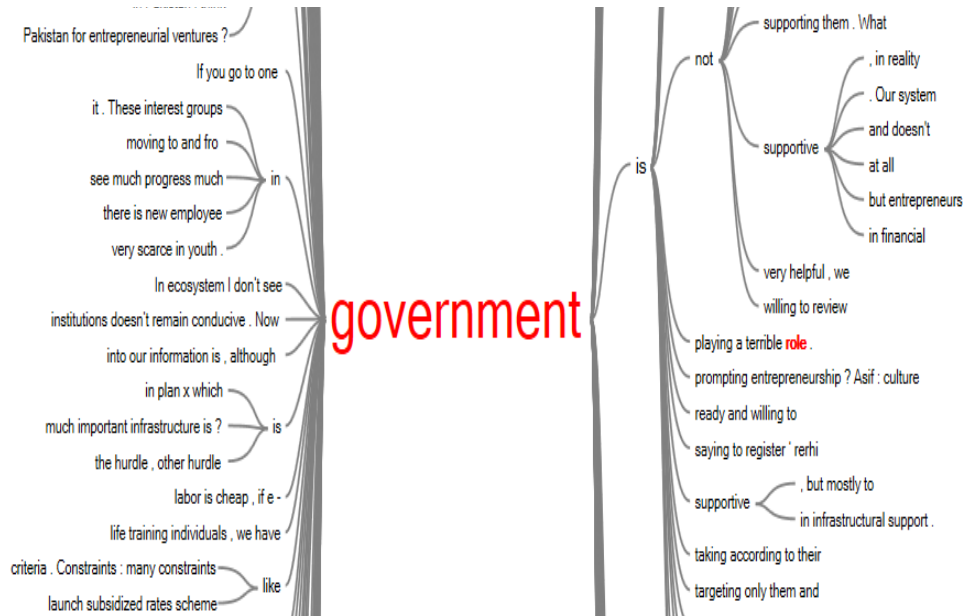 Pakistan for entrepreneurial ventures ?
If you go to one
it . These interest groups
moving to and fro
see much progress much
there is new employee
very scarce in youth .
in
In ecosystem I don't see
institutions doesn't remain conducive . Now
into our information is , although
in plan x which
much important infrastructure is ?
the hurdle , other hurdle
is
labor is cheap , if e -
life training individuals , we have
criteria . Constraints : many constraints
launch subsidized rates scheme
like
government
is
not
supporting them . What
supportive
, in reality
. Our system
and doesn't
at all
but entrepreneurs
in financial
very helpful , we
willing to review
playing a terrible role .
prompting entrepreneurship ? Asif : culture
ready and willing to
saying to register ' rerhi
supportive
, but mostly to
in infrastructural support .
taking according to their
targeting only them and